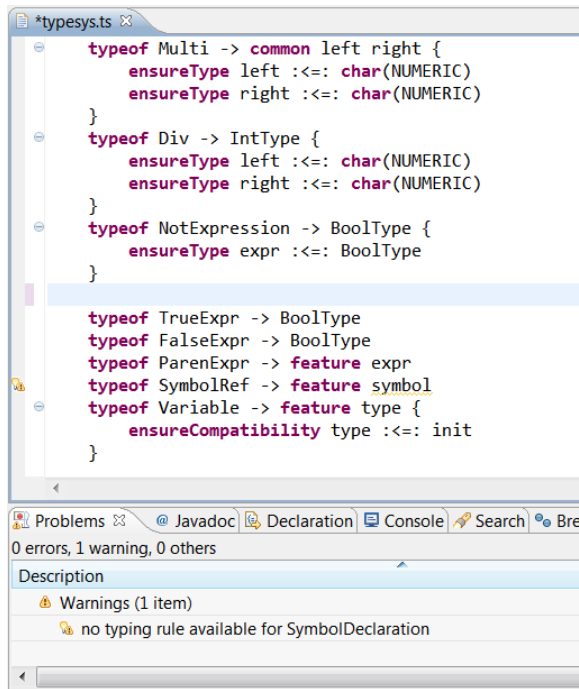 *typesys.ts
typeof Multi -> common left right {
ensureType left :<=: char(NUMERIC)
ensureType right :<=: char(NUMERIC)
}
typeof Div -> IntType {
ensureType left :<=: char(NUMERIC)
ensureType right :<=: char(NUMERIC)
}
typeof NotExpression -> BoolType {
ensureType expr :<=: BoolType
}
typeof TrueExpr -> BoolType
typeof FalseExpr -> BoolType
typeof ParenExpr -> feature expr
typeof SymbolRef -> feature symbol
typeof Variable -> feature type {
ensureCompatibility type :<=: init
}
Problems @ Javadoc Declaration Console Search Bre
0 errors, 1 warning, 0 others
Description
Warnings (1 item)
no typing rule available for SymbolDeclaration